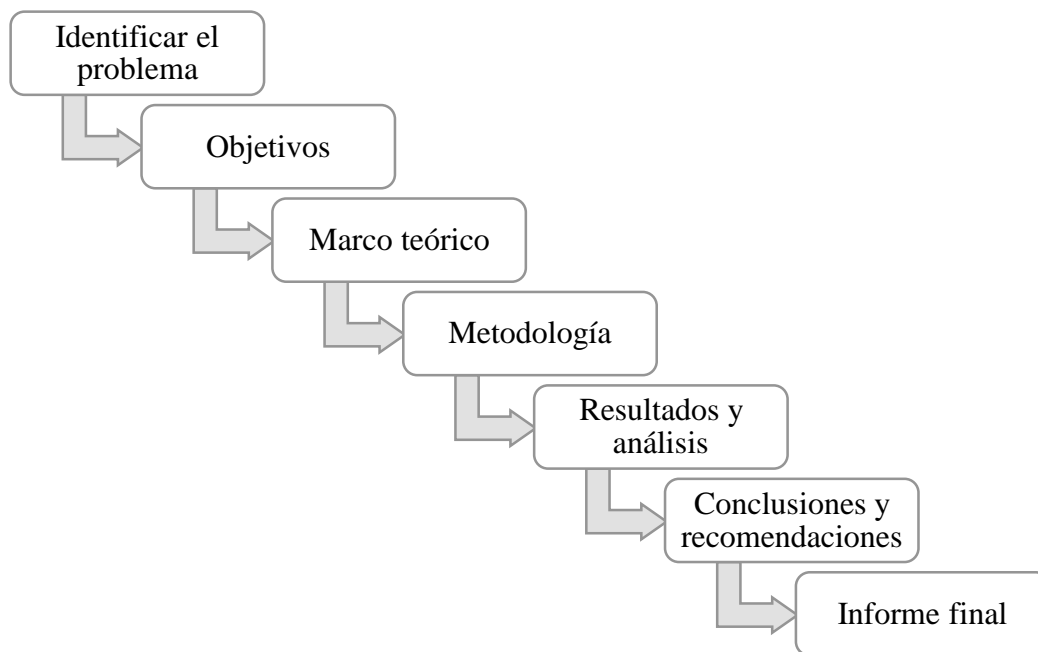 Identificar el
problema
Objetivos
Marco teórico
Metodología
Resultados y
análisis
Conclusiones y
recomendaciones
Informe final